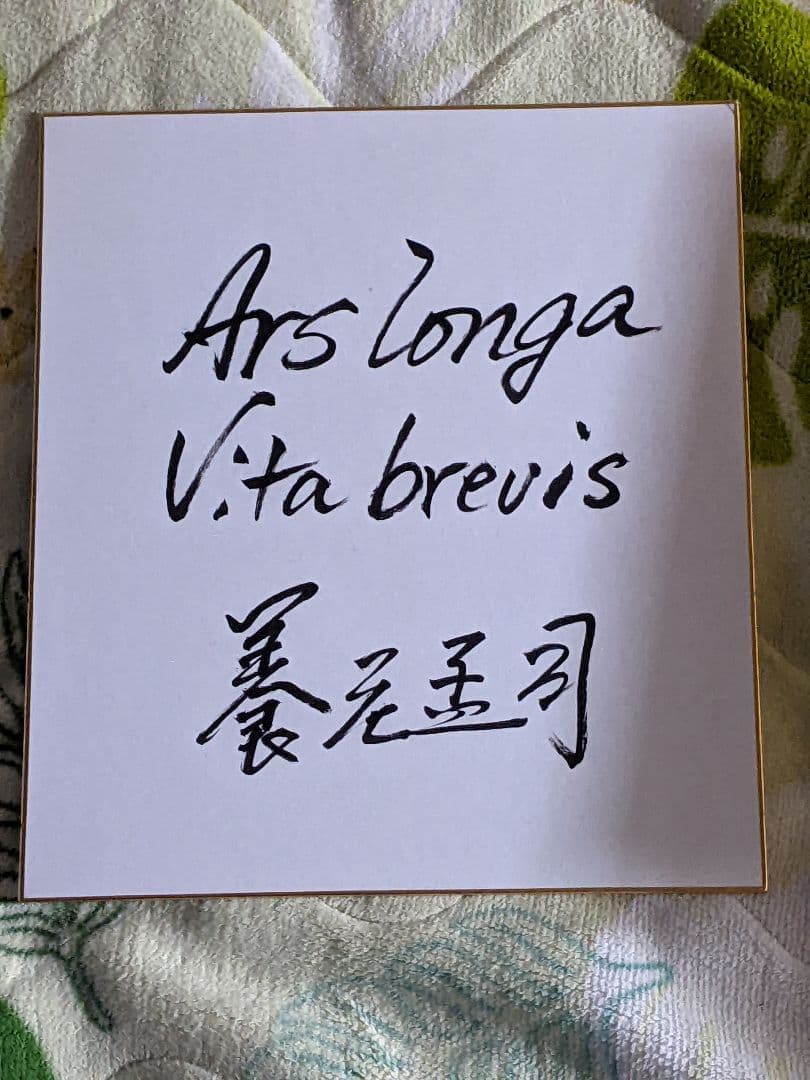 Ars longa
Vita brevis
養老孟司